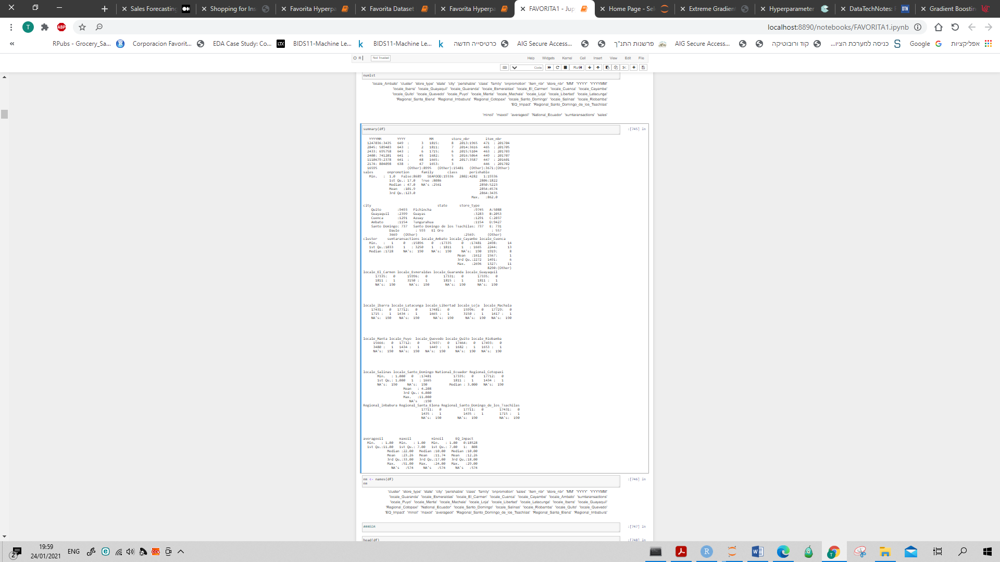 Sales Forecasting
Shopping for Ins
Favorita Hyperpa
Favorita Dataset
Favorita Hyperpa
FAVORITA1 - Jup
Home Page - Sel
Extreme Gradien
Hyperparameter
DataTechNotes:
Gradient Boostin
localhost:8890/notebooks/FAVORITA1.ipynb
RPubs - Grocery_Sa...
Corporacion Favorit...
EDA Case Study: Co...
BIDS11-Machine Le...
BIDS11-Machine Le...
כרטיסייה חדשה
AIG Secure Access...
פרשנות התנ"ך
AIG Secure Access...
קוד ורובוטיקה
כניסה למערכת הציו...
Google
אפליקציות
R Not Trusted Help Widgets Kernel Cell Insert View Edit File
Code Run
numlst
'locale_Ambato' 'cluster' 'store_type' 'state' 'city' 'perishable' 'class' 'family' 'onpromotion' 'item_nbr' 'store_nbr' 'MM' 'YYYY' 'YYYYMM'
'locale_Ibarra' 'locale_Guayaquil' 'locale_Guaranda' 'locale_Esmeraldas' 'locale_El_Carmen' 'locale_Cuenca' 'locale_Cayambe'
'locale_Quito' 'locale_Quevedo' 'locale_Puyo' 'locale_Manta' 'locale_Machala' 'locale_Loja' 'locale_Libertad' 'locale_Latacunga'
'Regional_Santa_Elena' 'Regional_Imbabura' 'Regional_Cotopaxi' 'locale_Santo_Domingo' 'locale_Salinas' 'locale_Riobamba'
'EQ_Impact' 'Regional_Santo_Domingo_de_los_Tsachilas'
'minoil' 'maxoil' 'averageoil' 'National_Ecuador' 'sumtaransactions' 'sales'
summary(df) :[745] In
YYYYMM YYYY MM store_nbr item_nbr
1247036:3435 649 : 3 1815: 8 2013:1965 471 : 201704
2845: 589403 643 : 2 1811: 7 2014:3616 465 : 201705
2433: 695758 643 : 6 1715: 6 2015:5104 463 : 201703
2400: 741201 641 : 45 1682: 5 2016:5064 449 : 201707
1110679:2378 641 : 48 1665: 4 2017:3587 447 : 201601
2174: 804098 638 : 47 1653: 3 446 : 201702
16595 (Other):8995 (Other):15481 (Other):3671:(Other)
sales onpromotion family class perishable
Min. : 1.0 False:8689 SEAFOOD:19336 2802:4282 1:19336
1st Qu.: 17.0 True :8086 2806:1822
Median : 47.0 NA's :2561 2850:5223
Mean :101.9 2854:4574
3rd Qu.:123.0 2864:3435
Max. :862.0
city state store_type
Quito :9493 Pichincha :9745 A:5088
Guayaquil :2399 Guayas :3283 B:2053
Cuenca :1291 Azuay :1291 C:2037
Ambato :1154 Tungurahua :1154 D:9427
Santo Domingo: 737 Santo Domingo de los Tsachilas: 737 E: 731
Daule : 593 El Oro : 557
3669 (Other) :2569: (Other)
cluster sumtaransactions locale_Ambato locale_Cayambe locale_Cuenca
Min. : 1 0 :15896 0 :17335 0 :17481 2498: 14
1st Qu.:1033 1 : 3250 1 : 1811 1 : 1665 2244: 13
Median :1728 NA's: 190 NA's: 190 NA's: 190 1919: 8
Mean :1612 1567: 1
3rd Qu.:2272 1491: 6
Max. :2696 1327: 11
8290:(Other)
locale_El_Carmen locale_Esmeraldas locale_Guaranda locale_Guayaquil
17335: 0 15996: 0 17331: 0 17335: 0
1811 : 1 3150 : 1 1815 : 1 1811 : 1
NA's: 190 NA's: 190 NA's: 190 NA's: 190
locale_Ibarra locale_Latacunga locale_Libertad locale_Loja locale_Machala
17431: 0 17712: 0 17481: 0 15996: 0 17729: 0
1715 : 1 1434 : 1 1665 : 1 3150 : 1 1417 : 1
NA's: 190 NA's: 190 NA's: 190 NA's: 190 NA's: 190
locale_Manta locale_Puyo locale_Quevedo locale_Quito locale_Riobamba
15666: 0 17712: 0 17697: 0 17464: 0 17493: 0
3480 : 1 1434 : 1 1449 : 1 1682 : 1 1653 : 1
NA's: 190 NA's: 190 NA's: 190 NA's: 190 NA's: 190
locale_Salinas locale_Santo_Domingo National_Ecuador Regional_Cotopaxi
Min. : 1.000 0 :17481 17335: 0 17712: 0
1st Qu.: 1.000 1 : 1665 1811 : 1 1434 : 1
NA's: 190 NA's: 190 Median : 3.000 NA's: 190
Mean : 4.208
3rd Qu.: 6.000
Max. :11.000
NA's :190
Regional_Imbabura Regional_Santa_Elena Regional_Santo_Domingo_de_los_Tsachilas
17711: 0 17711: 0 17431: 0
1435 : 1 1435 : 1 1715 : 1
NA's: 190 NA's: 190 NA's: 190
averageoil maxoil minoil EQ_Impact
Min. : 1.00 Min. : 1.00 Min. : 1.00 0:18528
1st Qu.:11.00 1st Qu.: 7.00 1st Qu.: 7.00 1: 808
Median :22.00 Median :10.00 Median :10.00
Mean :23.26 Mean :11.74 Mean :12.26
3rd Qu.:33.00 3rd Qu.:17.00 3rd Qu.:18.00
Max. :51.00 Max. :24.00 Max. :29.00
NA's :574 NA's :574 NA's :574
nm <- names(df) :[746] In
nm
'cluster' 'store_type' 'state' 'city' 'perishable' 'class' 'family' 'onpromotion' 'sales' 'item_nbr' 'store_nbr' 'MM' 'YYYY' 'YYYYMM'
'locale_Guaranda' 'locale_Esmeraldas' 'locale_El_Carmen' 'locale_Cuenca' 'locale_Cayambe' 'locale_Ambato' 'sumtaransactions'
'locale_Puyo' 'locale_Manta' 'locale_Machala' 'locale_Loja' 'locale_Libertad' 'locale_Latacunga' 'locale_Ibarra' 'locale_Guayaquil'
'Regional_Cotopaxi' 'National_Ecuador' 'locale_Santo_Domingo' 'locale_Salinas' 'locale_Riobamba' 'locale_Quito' 'locale_Quevedo'
'EQ_Impact' 'minoil' 'maxoil' 'averageoil' 'Regional_Santo_Domingo_de_los_Tsachilas' 'Regional_Santa_Elena' 'Regional_Imbabura'
###EDA :[747] In
head(df) :[748] In
19:59
24/01/2021
ENG